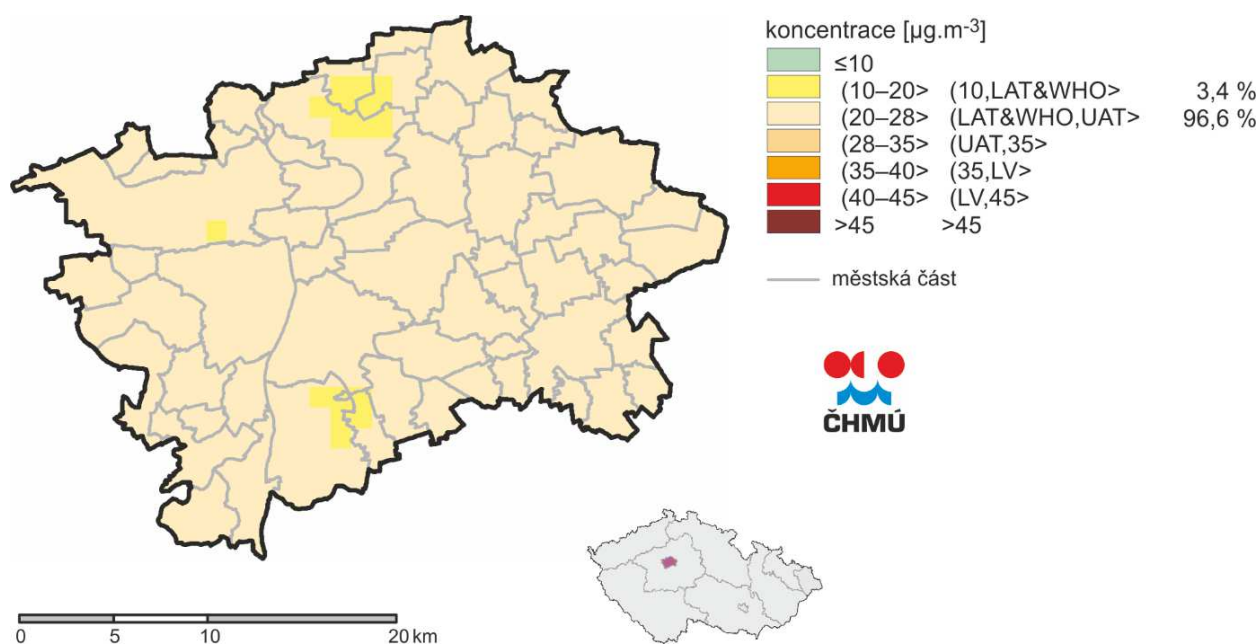 koncentrace [µg.m-3]
≤10
(10–20> (10,LAT&WHO> 3,4 %
(20–28> (LAT&WHO,UAT> 96,6 %
(28–35> (UAT,35>
(35–40> (35,LV>
(40–45> (LV,45>
>45 >45
městská část
ČHMÚ
0 5 10 20 km